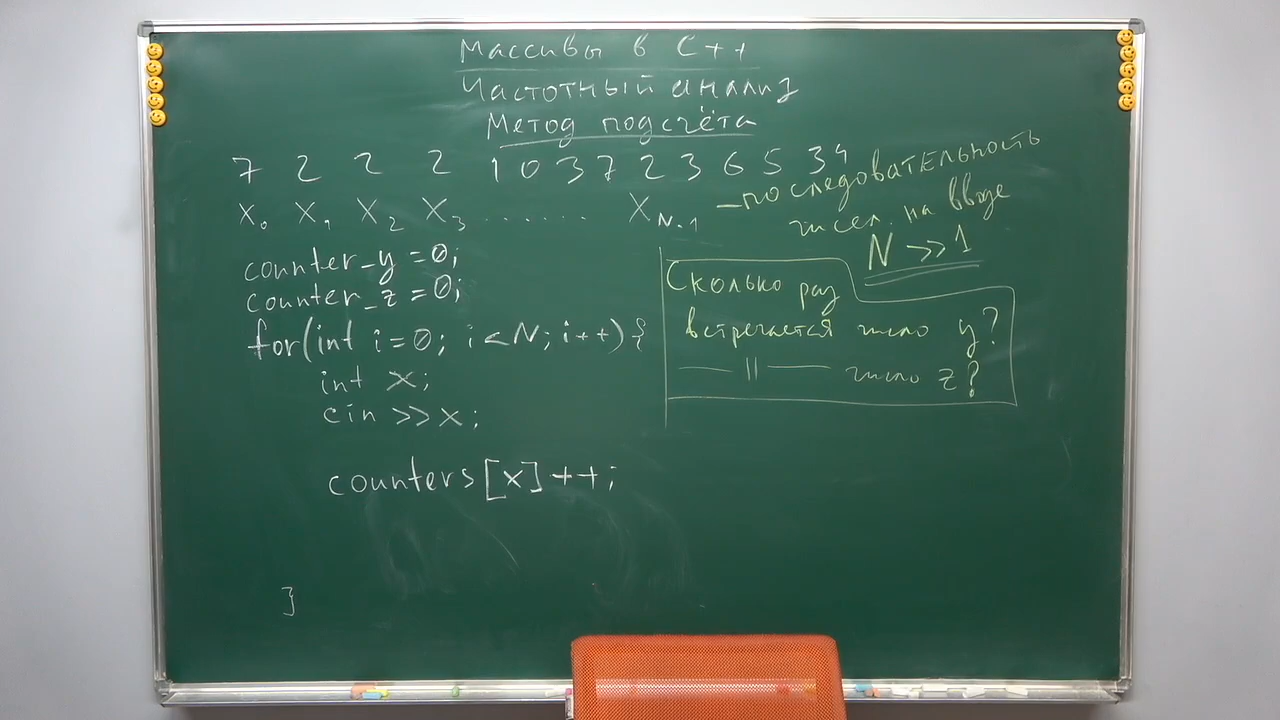 Массивы в C++
Частотный анализ
Метод подсчёта
7 2 2 2 1 0 3 7 2 3 6 5 3 4
x₀ x₁ x₂ x₃ ....... x N-1
– последовательность
чисел на вводе
N >> 1
counter_y = 0;
counter_z = 0;
for(int i=0; i<N; i++){
int x;
cin >> x;
counters[x]++;
}
Сколько раз
встречается число y?
— || — число z?